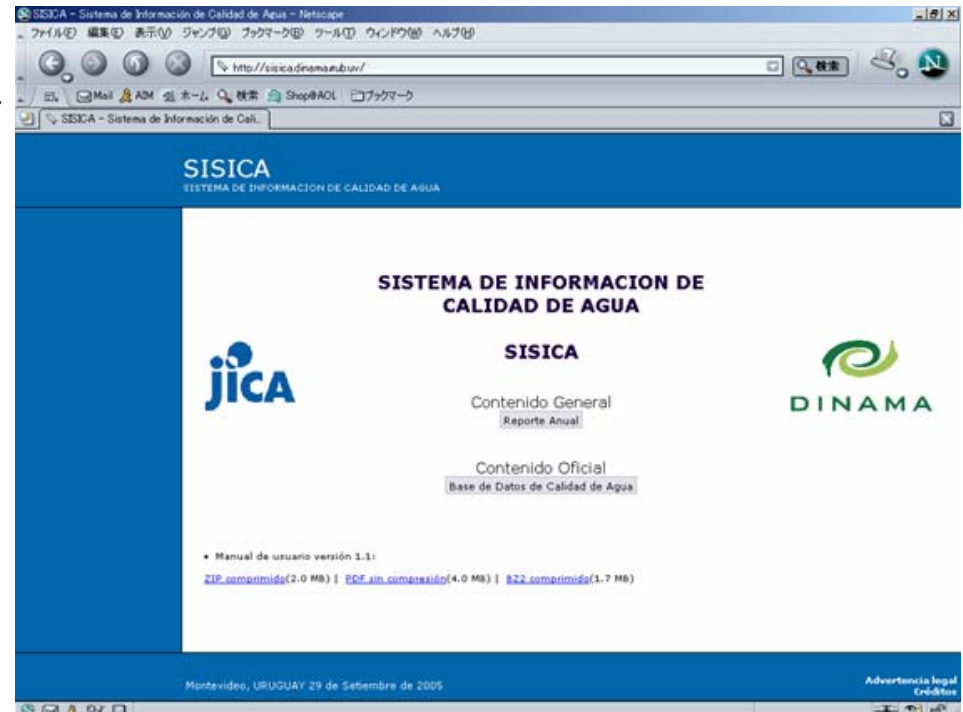 SISICA - Sistema de Información de Calidad de Agua - Netscape
ファイル(F) 編集(E) 表示(V) ジャンプ(G) ブックマーク(B) ツール(T) ウィンドウ(W) ヘルプ(H)
検索
Mail AIM ホーム 検索 Shop@AOL ブックマーク
SISICA - Sistema de Información de Cali...
SISICA
SISTEMA DE INFORMACION DE CALIDAD DE AGUA
SISTEMA DE INFORMACION DE
CALIDAD DE AGUA
SISICA
jica
DINAMA
Contenido General
Reporte Anual
Contenido Oficial
Base de Datos de Calidad de Agua
• Manual de usuario versión 1.1:
ZIP comprimido(2.0 MB) | PDF sin compresión(4.0 MB) | BZ2 comprimido(1.7 MB)
Montevideo, URUGUAY 29 de Setiembre de 2005
Advertencia legal
Créditos